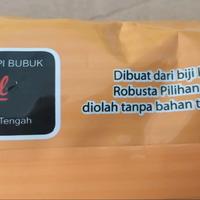 PI BUBUK
Tengah
Dibuat dari biji k
Robusta Pilihan
diolah tanpa bahan t